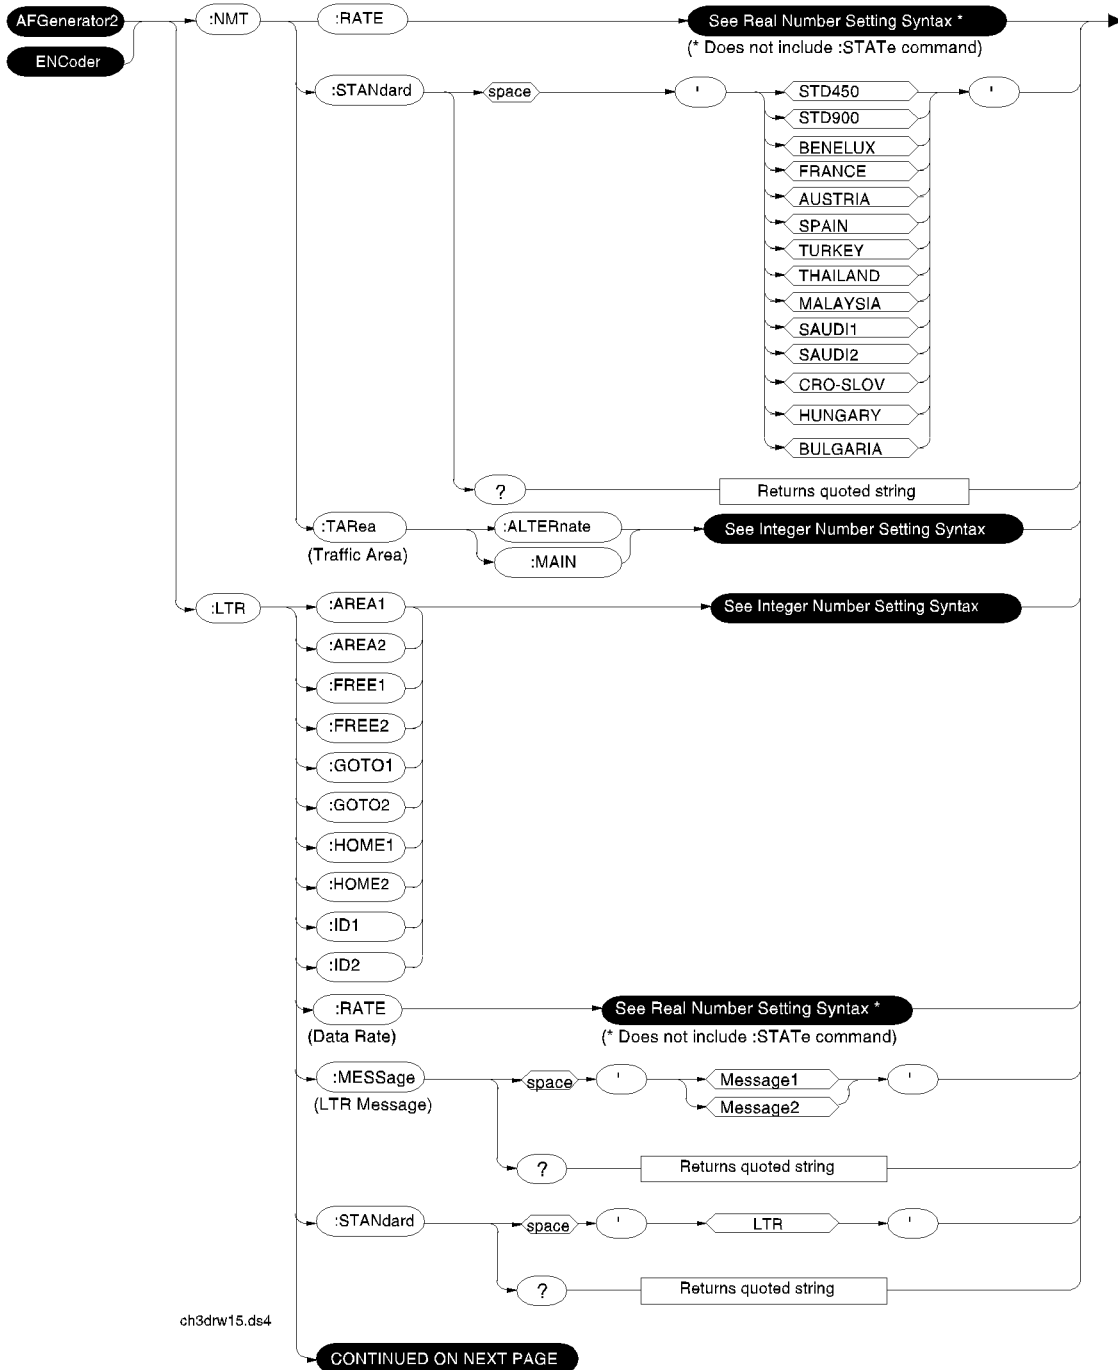 AFGenerator2
:NMT
:RATE
See Real Number Setting Syntax *
(* Does not include :STATe command)
ENCoder
:STANdard
space
'
STD450
'
STD900
BENELUX
FRANCE
AUSTRIA
SPAIN
TURKEY
THAILAND
MALAYSIA
SAUDI1
SAUDI2
CRO-SLOV
HUNGARY
BULGARIA
?
Returns quoted string
:TARea
(Traffic Area)
:ALTERnate
:MAIN
See Integer Number Setting Syntax
:LTR
:AREA1
See Integer Number Setting Syntax
:AREA2
:FREE1
:FREE2
:GOTO1
:GOTO2
:HOME1
:HOME2
:ID1
:ID2
:RATE
(Data Rate)
See Real Number Setting Syntax *
(* Does not include :STATe command)
:MESSage
(LTR Message)
space
'
Message1
Message2
'
?
Returns quoted string
:STANdard
space
'
LTR
'
?
Returns quoted string
ch3drw15.ds4
CONTINUED ON NEXT PAGE